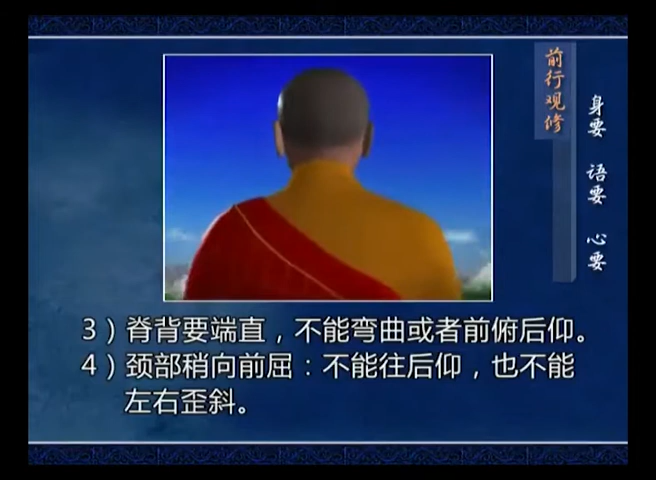 前行观修
身要 语要 心要
3）脊背要端直，不能弯曲或者前俯后仰。
4）颈部稍向前屈：不能往后仰，也不能
左右歪斜。